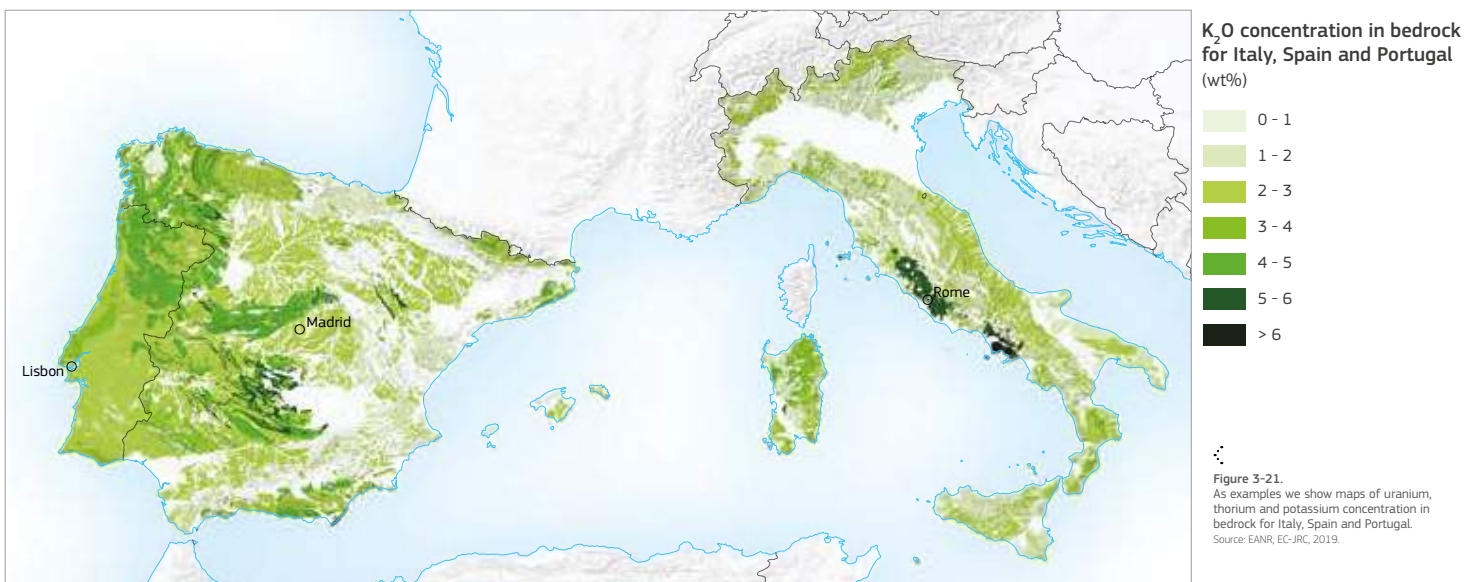 K₂O concentration in bedrock
for Italy, Spain and Portugal
(wt%)
0 - 1
1 - 2
2 - 3
3 - 4
4 - 5
5 - 6
> 6
Rome
Madrid
Lisbon
Figure 3-21.
As examples we show maps of uranium,
thorium and potassium concentration in
bedrock for Italy, Spain and Portugal.
Source: EANR, EC-JRC, 2019.